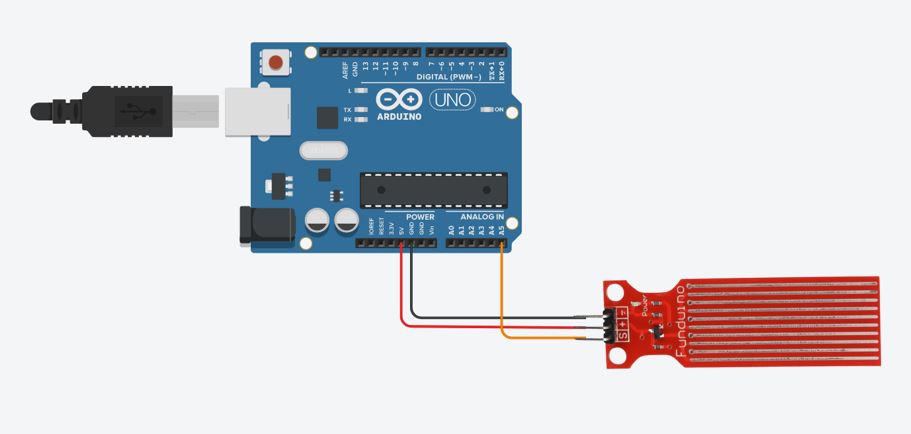 AREF
GND
13
12
~11
~10
~9
8
7
~6
~5
4
~3
2
TX→1
RX←0
DIGITAL (PWM~)
L
TX
RX
ARDUINO
UNO
ON
POWER
ANALOG IN
IOREF
RESET
3.3V
5V
GND
GND
Vin
A0
A1
A2
A3
A4
A5
Power
Funduino
S + -